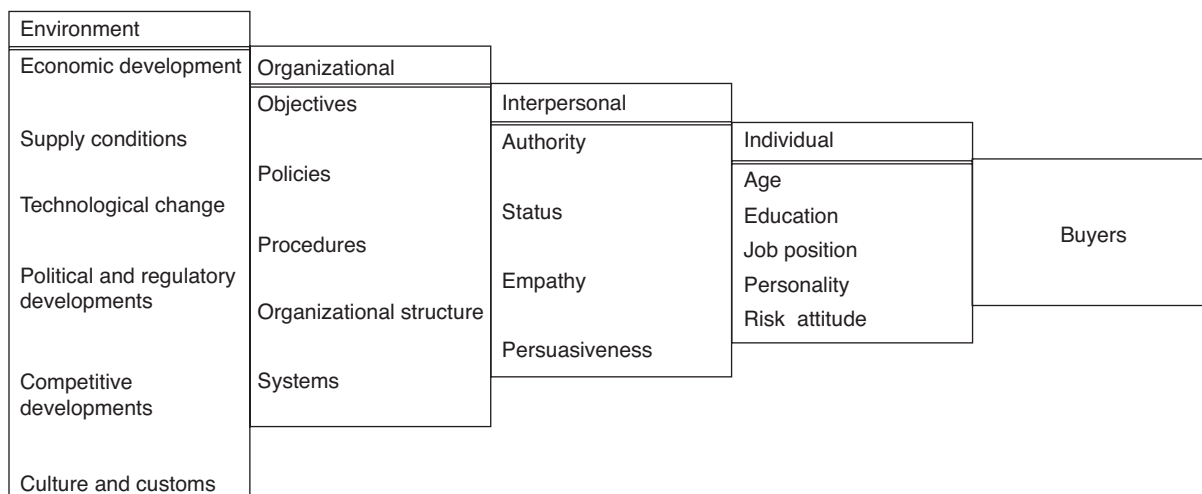 Environment
Economic development
Supply conditions
Technological change
Political and regulatory
developments
Competitive
developments
Culture and customs
Organizational
Objectives
Policies
Procedures
Organizational structure
Systems
Interpersonal
Authority
Status
Empathy
Persuasiveness
Individual
Age
Education
Job position
Personality
Risk attitude
Buyers